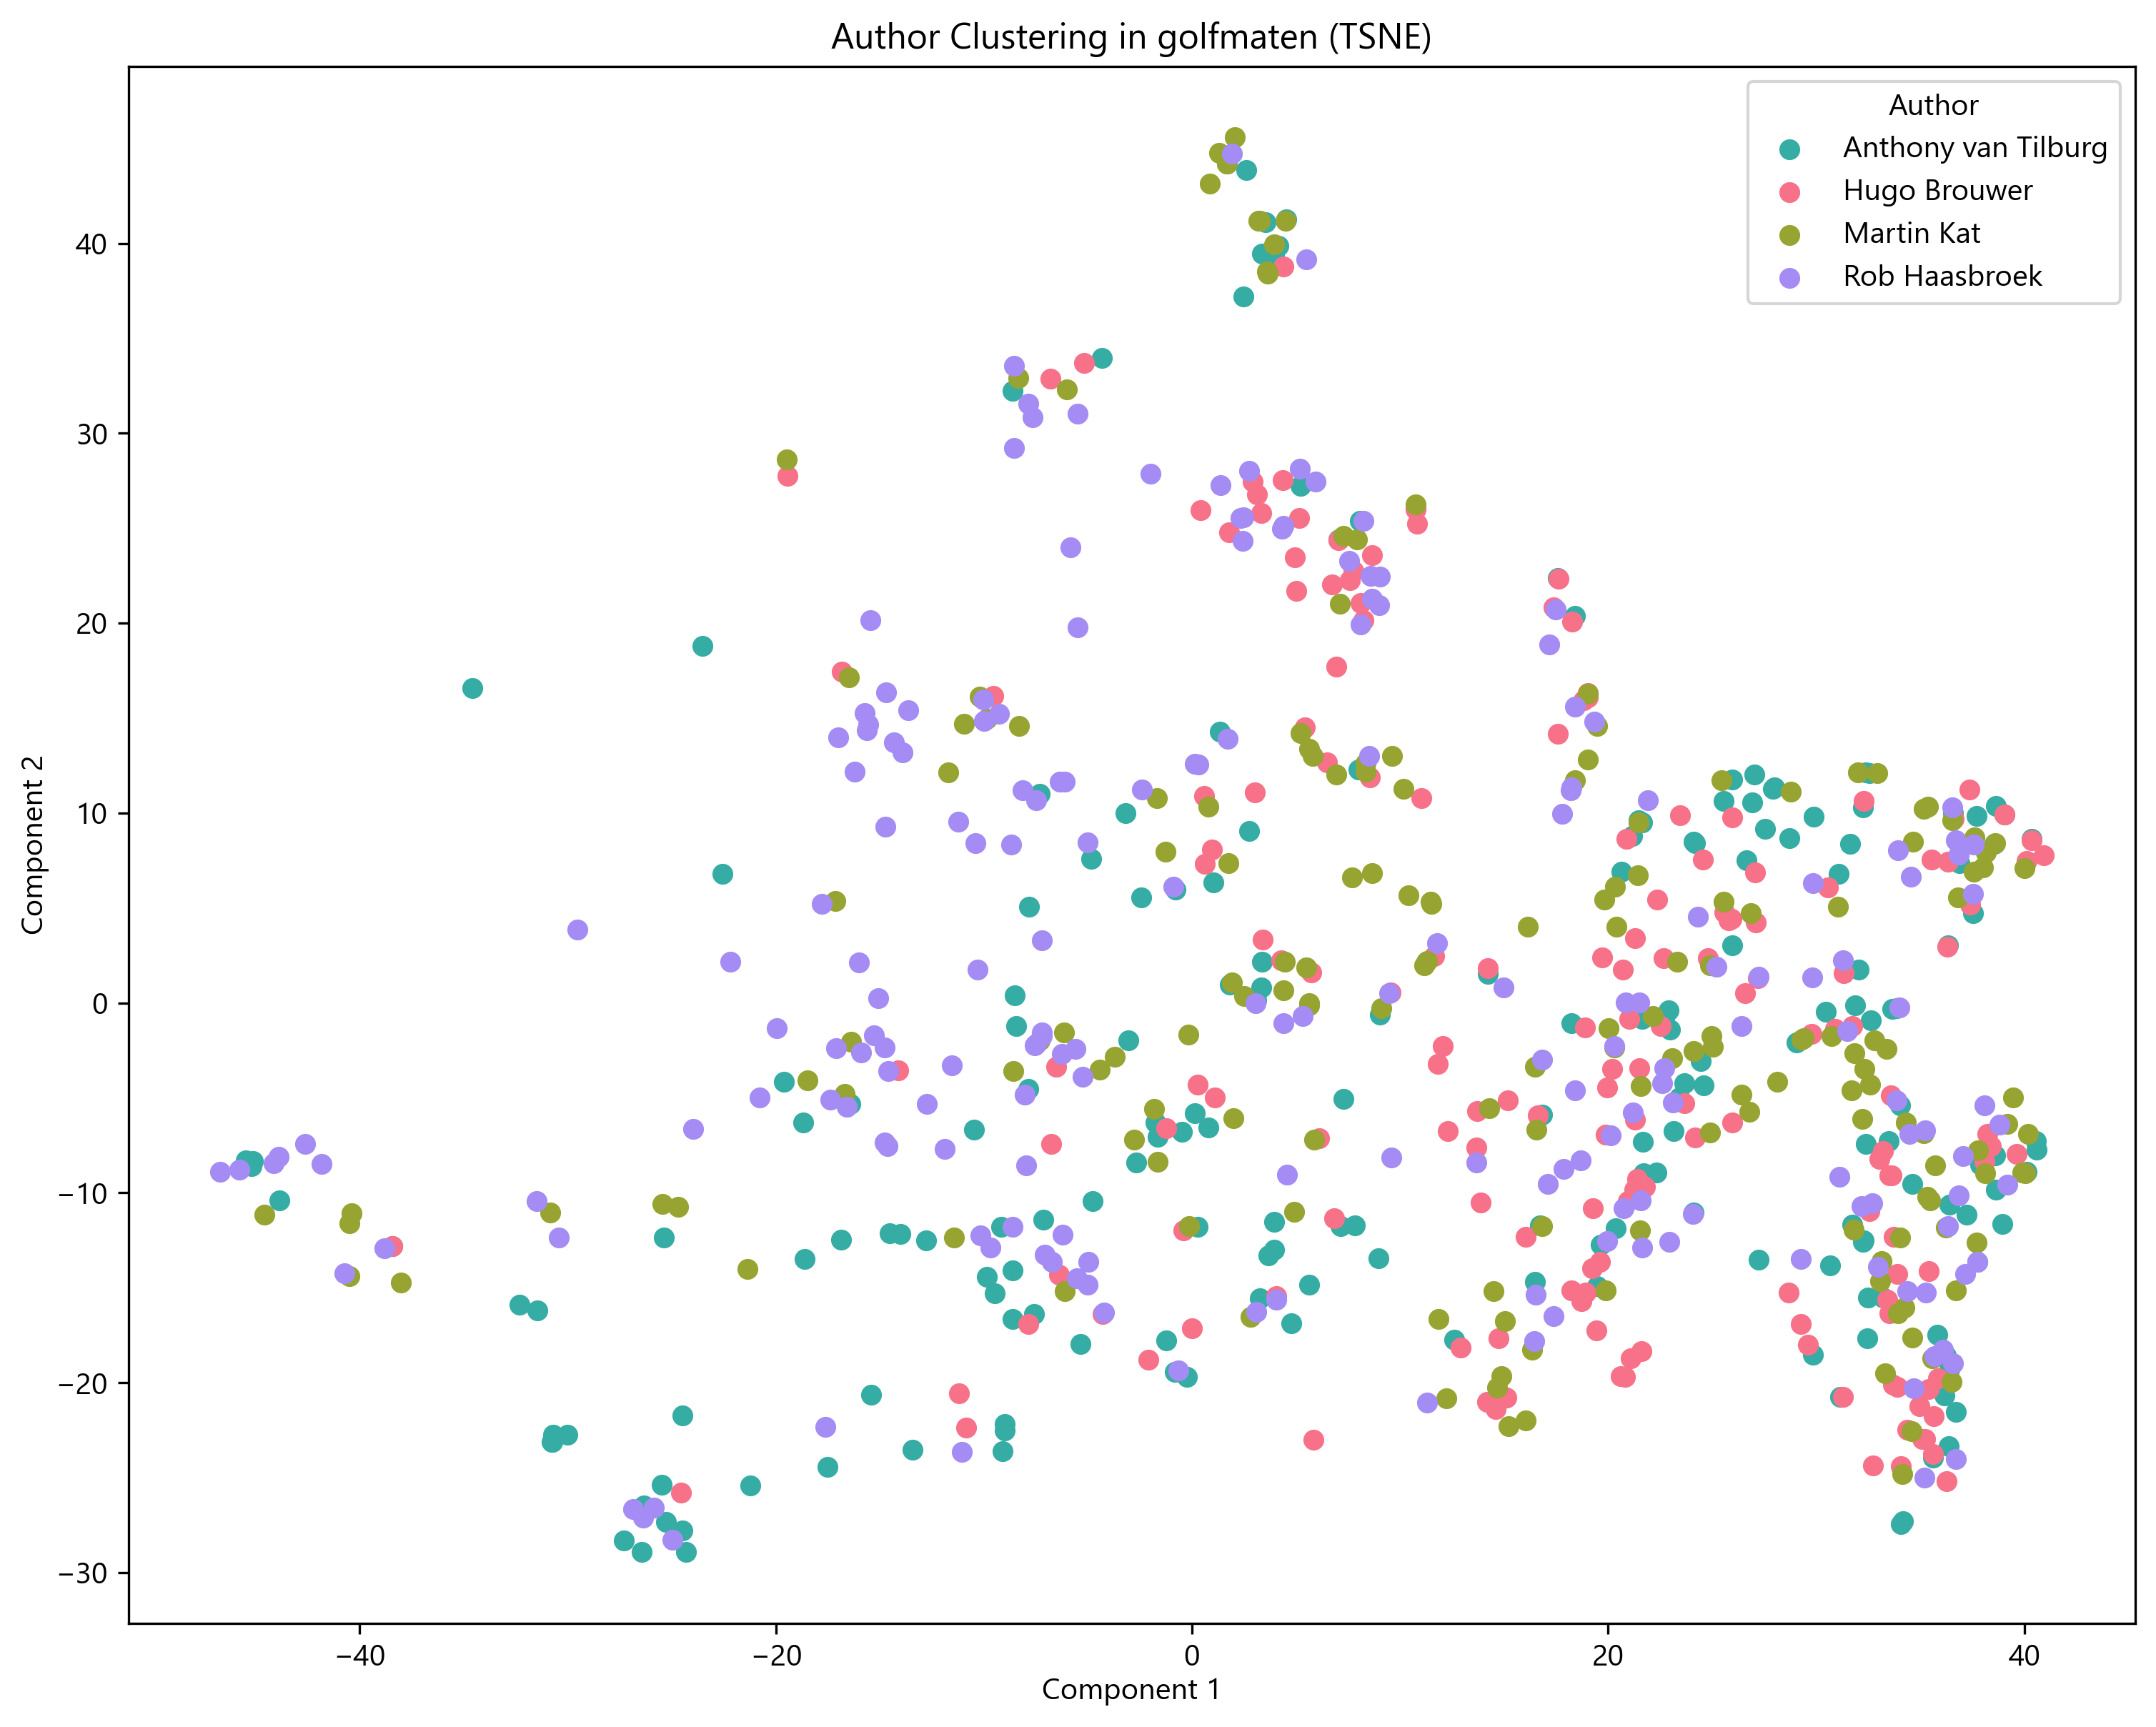 Author Clustering in golfmaten (TSNE)
Author
Anthony van Tilburg
Hugo Brouwer
Martin Kat
Rob Haasbroek
Component 2
40
30
20
10
0
−10
−20
−30
−40 −20 0 20 40
Component 1